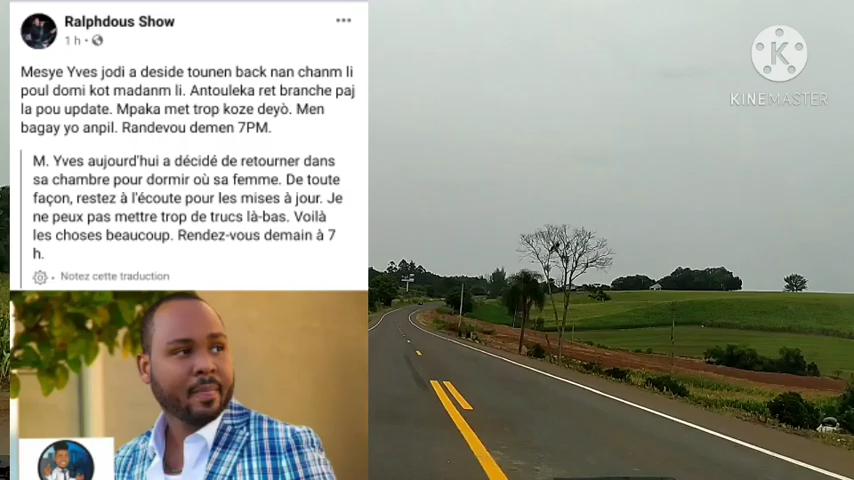 Ralphdous Show
1 h
Mesye Yves jodi a deside tounen back nan chanm li
poul domi kot madanm li. Antouleka ret branche paj
la pou update. Mpaka met trop koze deyò. Men
bagay yo anpil. Randevou demen 7PM.
M. Yves aujourd'hui a décidé de retourner dans
sa chambre pour dormir où sa femme. De toute
façon, restez à l'écoute pour les mises à jour. Je
ne peux pas mettre trop de trucs là-bas. Voilà
les choses beaucoup. Rendez-vous demain à 7
h.
Notez cette traduction
K
KINEMASTER